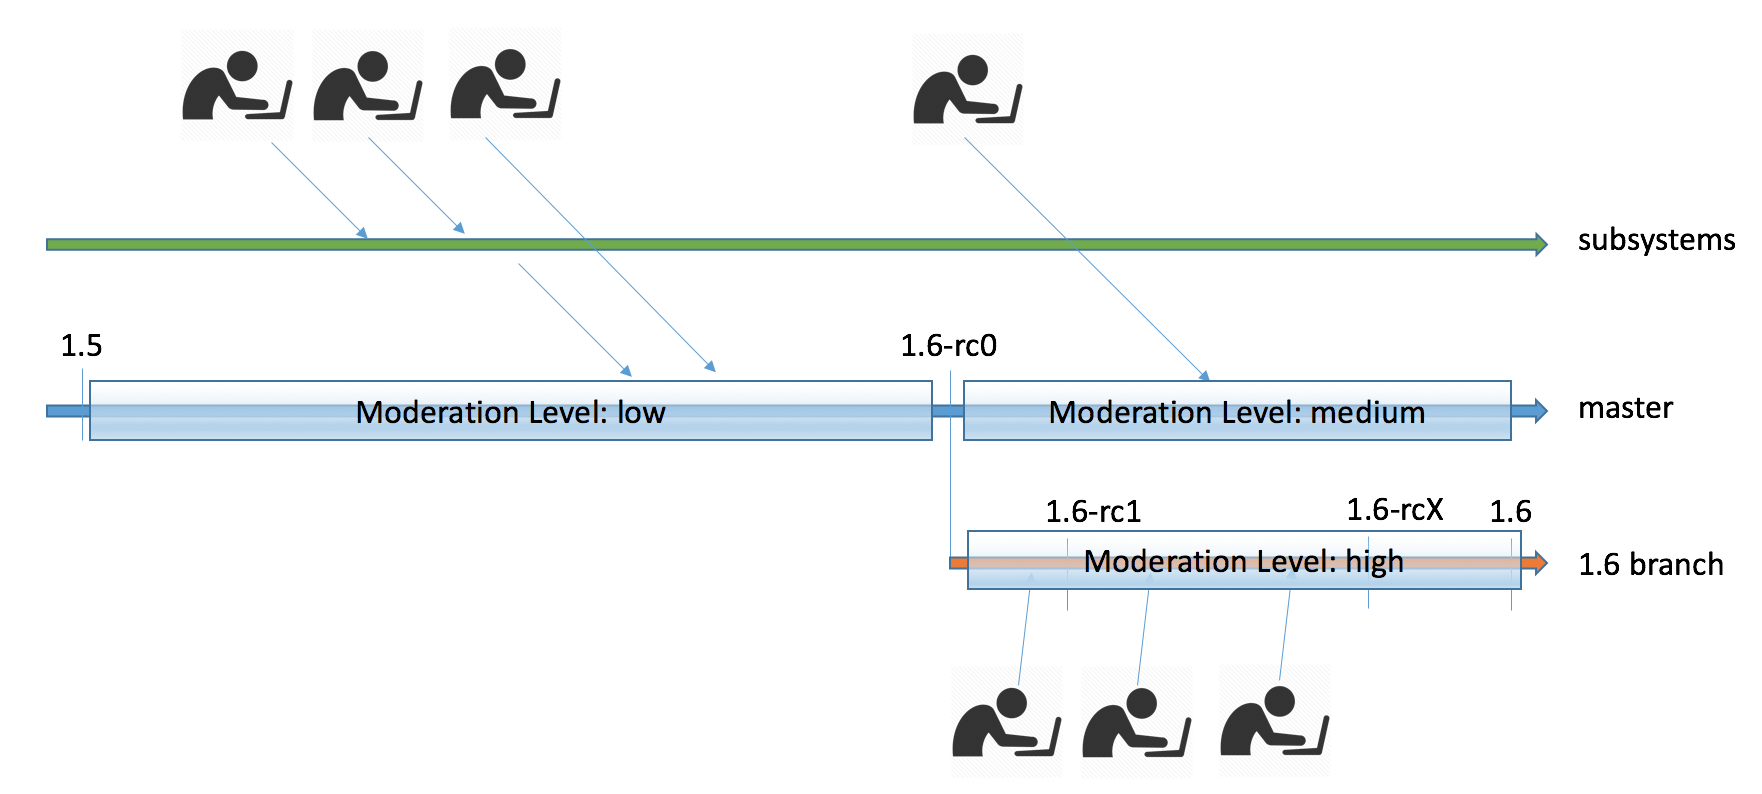 subsystems
1.5
1.6-rc0
Moderation Level: low
Moderation Level: medium
master
1.6-rc1
1.6-rcX
1.6
Moderation Level: high
1.6 branch